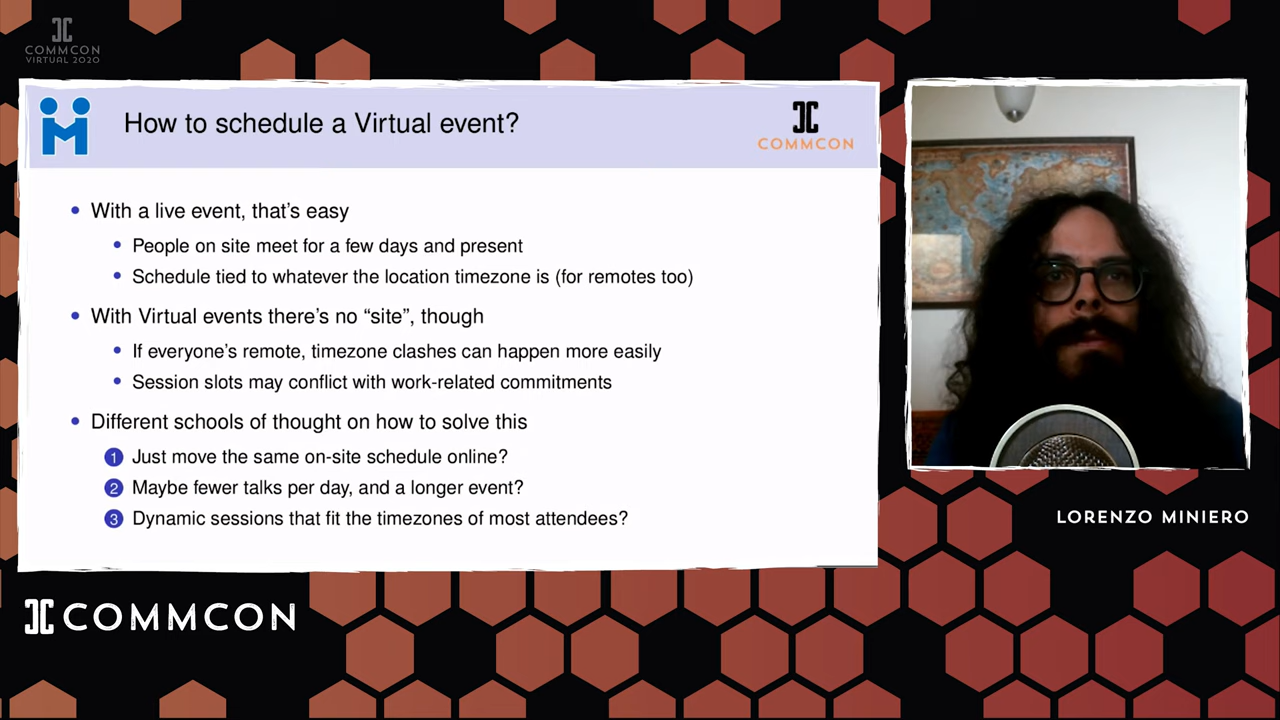 COMMCON
VIRTUAL 2020
How to schedule a Virtual event?
COMMCON
With a live event, that's easy
People on site meet for a few days and present
Schedule tied to whatever the location timezone is (for remotes too)
With Virtual events there's no “site”, though
If everyone's remote, timezone clashes can happen more easily
Session slots may conflict with work-related commitments
Different schools of thought on how to solve this
1 Just move the same on-site schedule online?
2 Maybe fewer talks per day, and a longer event?
3 Dynamic sessions that fit the timezones of most attendees?
LORENZO MINIERO
COMMCON